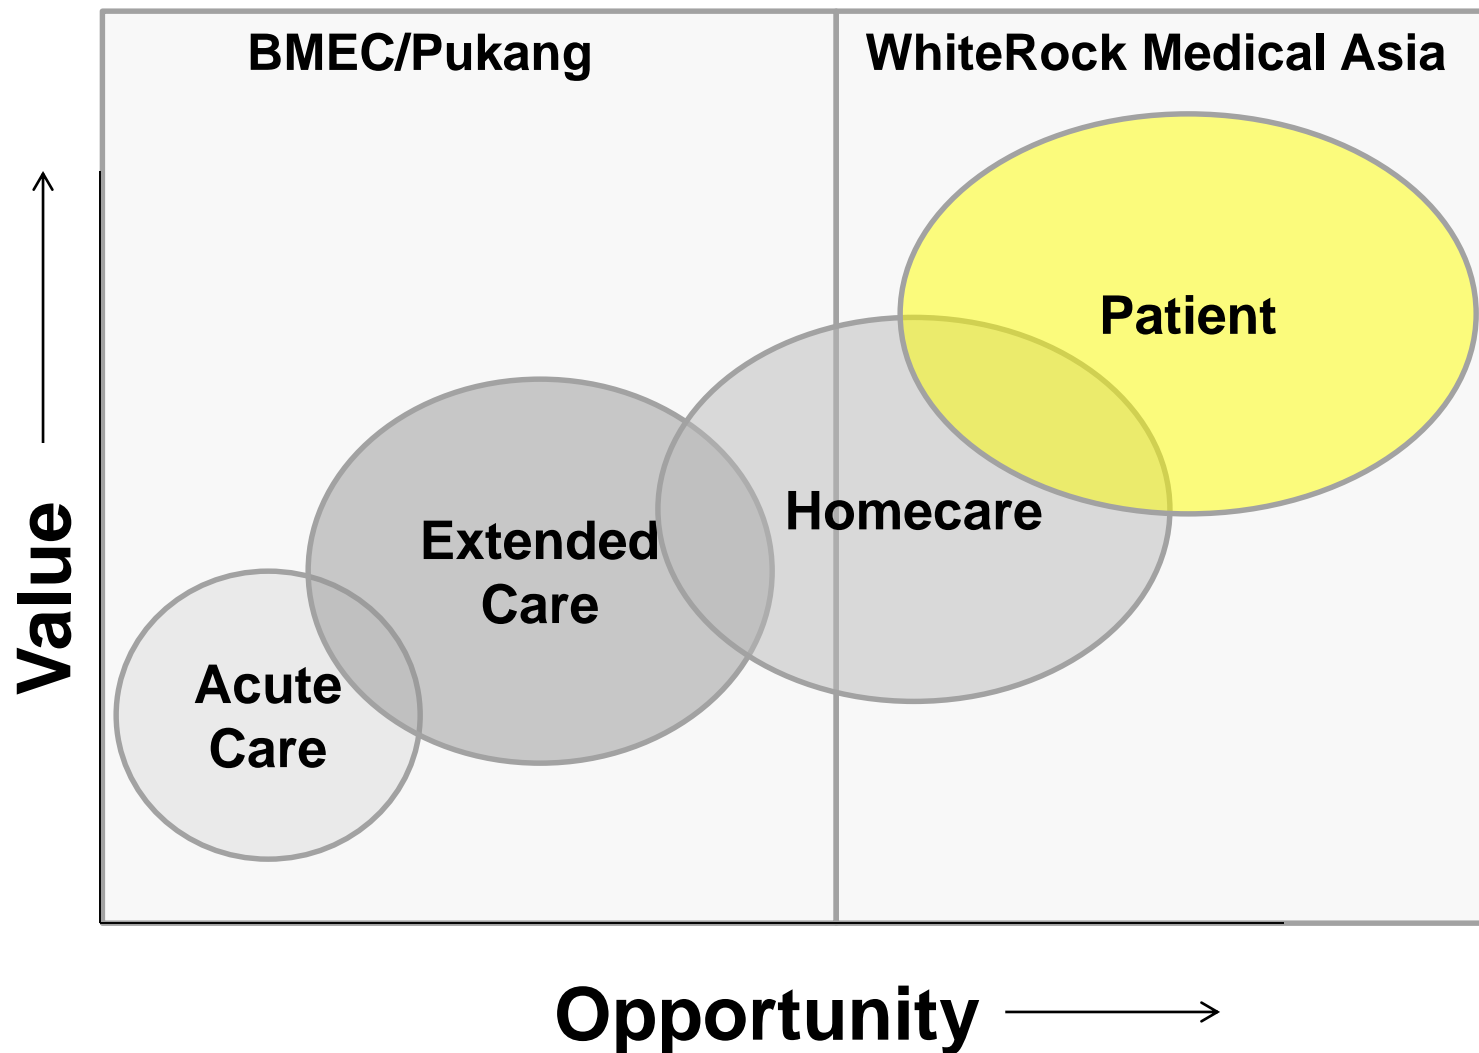 BMEC/Pukang
WhiteRock Medical Asia
Patient
Homecare
Extended
Care
Acute
Care
Value
Opportunity